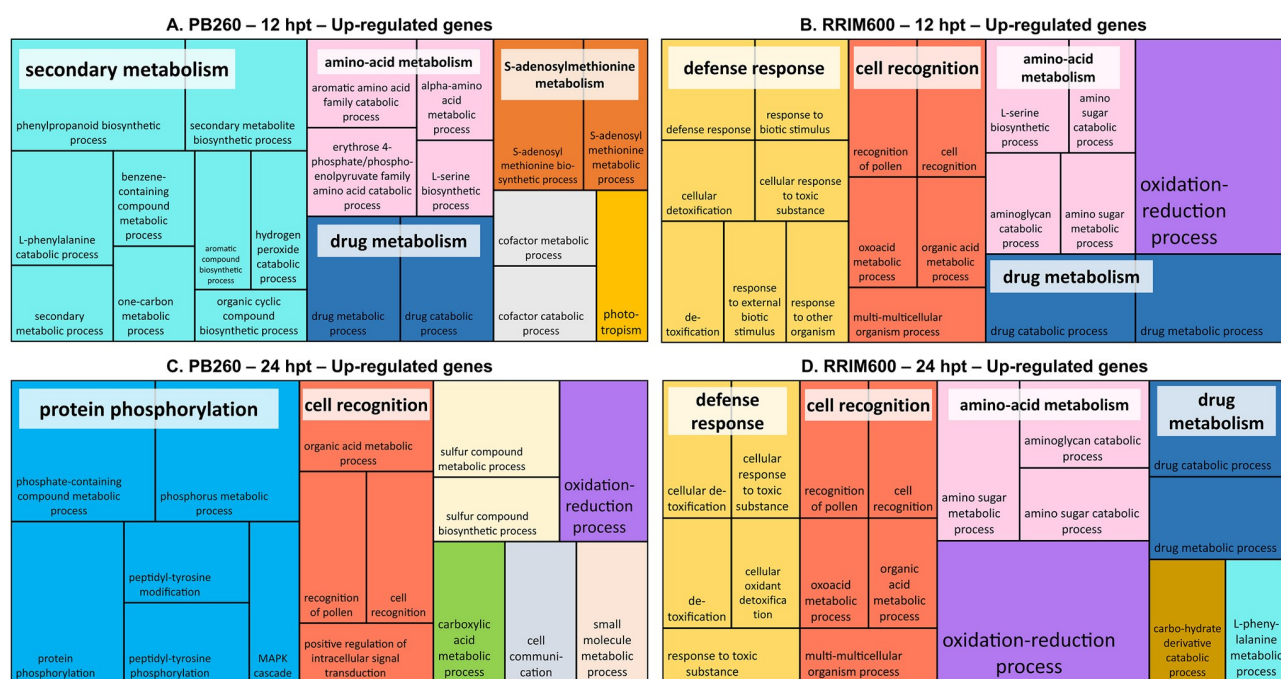 A. PB260 – 12 hpt – Up-regulated genes
secondary metabolism
phenylpropanoid biosynthetic
process
secondary metabolite
biosynthetic process
L-phenylalanine
catabolic process
benzene-
containing
compound
metabolic
process
aromatic
compound
biosynthetic
process
hydrogen
peroxide
catabolic
process
secondary
metabolic process
one-carbon
metabolic process
organic cyclic
compound
biosynthetic process
amino-acid metabolism
aromatic amino acid
family catabolic
process
alpha-amino
acid
metabolic
process
erythrose 4-
phosphate/phospho-
enolpyruvate family
amino acid catabolic
process
L-serine
biosynthetic
process
drug metabolism
drug metabolic
process
drug catabolic
process
S-adenosylmethionine
metabolism
S-adenosyl
methionine bio-
synthetic process
S-adenosyl
methionine
metabolic
process
cofactor metabolic
process
cofactor catabolic
process
photo-
tropism
B. RRIM600 – 12 hpt – Up-regulated genes
defense response
defense response
response to
biotic stimulus
cellular
detoxification
cellular response
to toxic
substance
de-
toxification
response
to external
biotic
stimulus
response
to other
organism
cell recognition
recognition
of pollen
cell
recognition
oxoacid
metabolic
process
organic acid
metabolic
process
multi-multicellular
organism process
amino-acid
metabolism
L-serine
biosynthetic
process
amino
sugar
catabolic
process
aminoglycan
catabolic
process
amino sugar
metabolic
process
oxidation-
reduction
process
drug metabolism
drug catabolic process
drug metabolic process
C. PB260 – 24 hpt – Up-regulated genes
protein phosphorylation
phosphate-containing
compound metabolic
process
phosphorus metabolic
process
protein
phosphorylation
peptidyl-tyrosine
modification
peptidyl-tyrosine
phosphorylation
MAPK
cascade
cell recognition
organic acid metabolic
process
recognition
of pollen
cell
recognition
positive regulation of
intracellular signal
transduction
sulfur compound
metabolic process
sulfur compound
biosynthetic process
oxidation-
reduction
process
carboxylic
acid
metabolic
process
cell
communi-
cation
small
molecule
metabolic
process
D. RRIM600 – 24 hpt – Up-regulated genes
defense
response
cellular de-
toxification
cellular
response
to toxic
substance
de-
toxification
cellular
oxidant
detoxifica
tion
response to toxic
substance
cell recognition
recognition
of pollen
cell
recognition
oxoacid
metabolic
process
organic
acid
metabolic
process
multi-multicellular
organism process
amino-acid metabolism
amino sugar
metabolic
process
aminoglycan catabolic
process
amino sugar catabolic
process
oxidation-reduction
process
drug
metabolism
drug catabolic
process
drug metabolic
process
carbo-hydrate
derivative
catabolic
process
L-pheny-
lalanine
metabolic
process